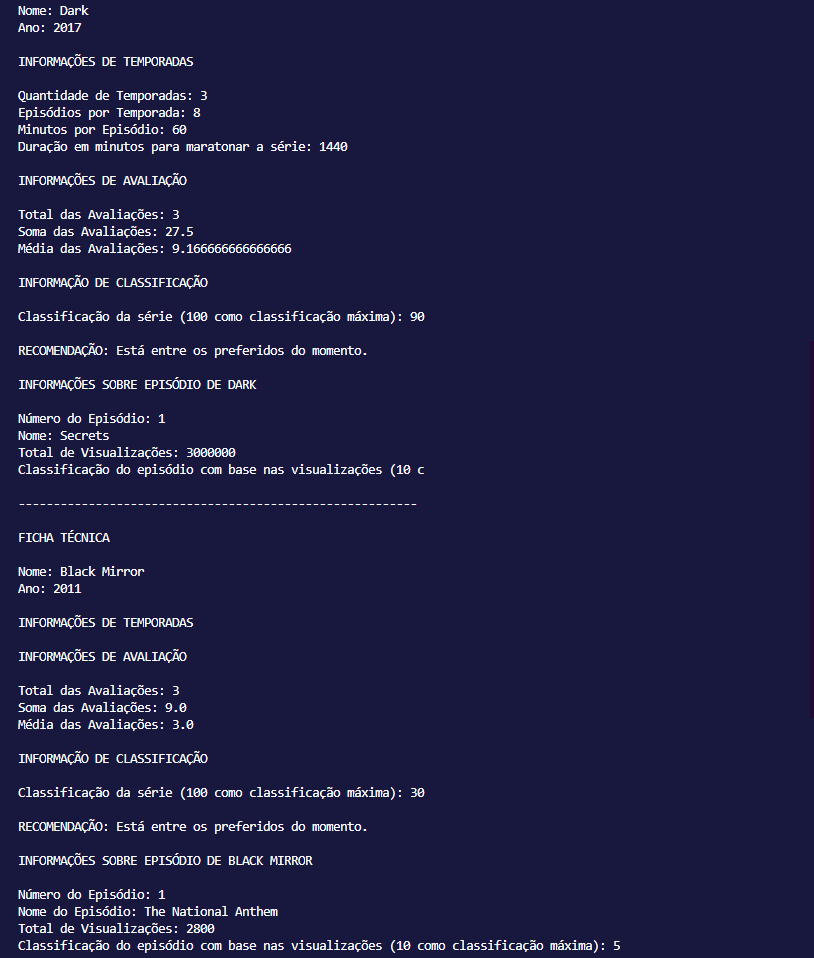 Nome: Dark
Ano: 2017
INFORMAÇÕES DE TEMPORADAS
Quantidade de Temporadas: 3
Episódios por Temporada: 8
Minutos por Episódio: 60
Duração em minutos para maratonar a série: 1440
INFORMAÇÕES DE AVALIAÇÃO
Total das Avaliações: 3
Soma das Avaliações: 27.5
Média das Avaliações: 9.166666666666666
INFORMAÇÃO DE CLASSIFICAÇÃO
Classificação da série (100 como classificação máxima): 90
RECOMENDAÇÃO: Está entre os preferidos do momento.
INFORMAÇÕES SOBRE EPISÓDIO DE DARK
Número do Episódio: 1
Nome: Secrets
Total de Visualizações: 3000000
Classificação do episódio com base nas visualizações (10 c
---------------------------------------------------------
FICHA TÉCNICA
Nome: Black Mirror
Ano: 2011
INFORMAÇÕES DE TEMPORADAS
INFORMAÇÕES DE AVALIAÇÃO
Total das Avaliações: 3
Soma das Avaliações: 9.0
Média das Avaliações: 3.0
INFORMAÇÃO DE CLASSIFICAÇÃO
Classificação da série (100 como classificação máxima): 30
RECOMENDAÇÃO: Está entre os preferidos do momento.
INFORMAÇÕES SOBRE EPISÓDIO DE BLACK MIRROR
Número do Episódio: 1
Nome do Episódio: The National Anthem
Total de Visualizações: 2800
Classificação do episódio com base nas visualizações (10 como classificação máxima): 5